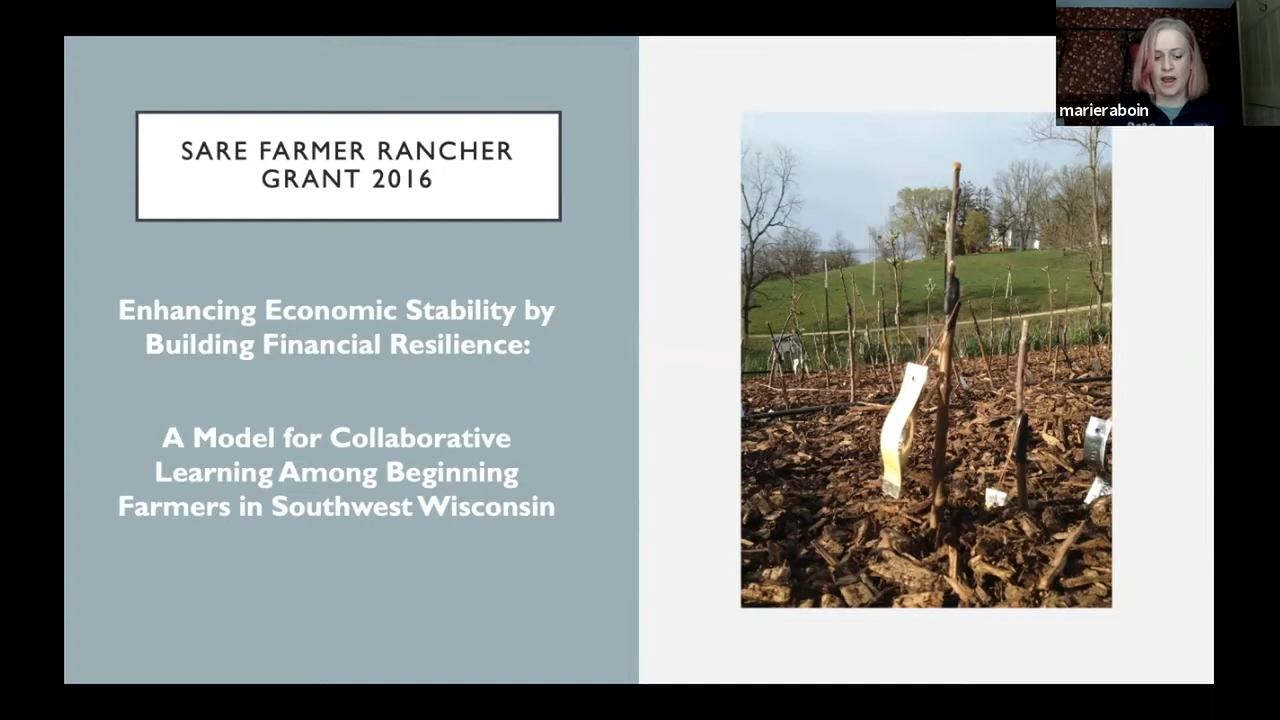 marieraboin
SARE FARMER RANCHER
GRANT 2016
Enhancing Economic Stability by
Building Financial Resilience:
A Model for Collaborative
Learning Among Beginning
Farmers in Southwest Wisconsin